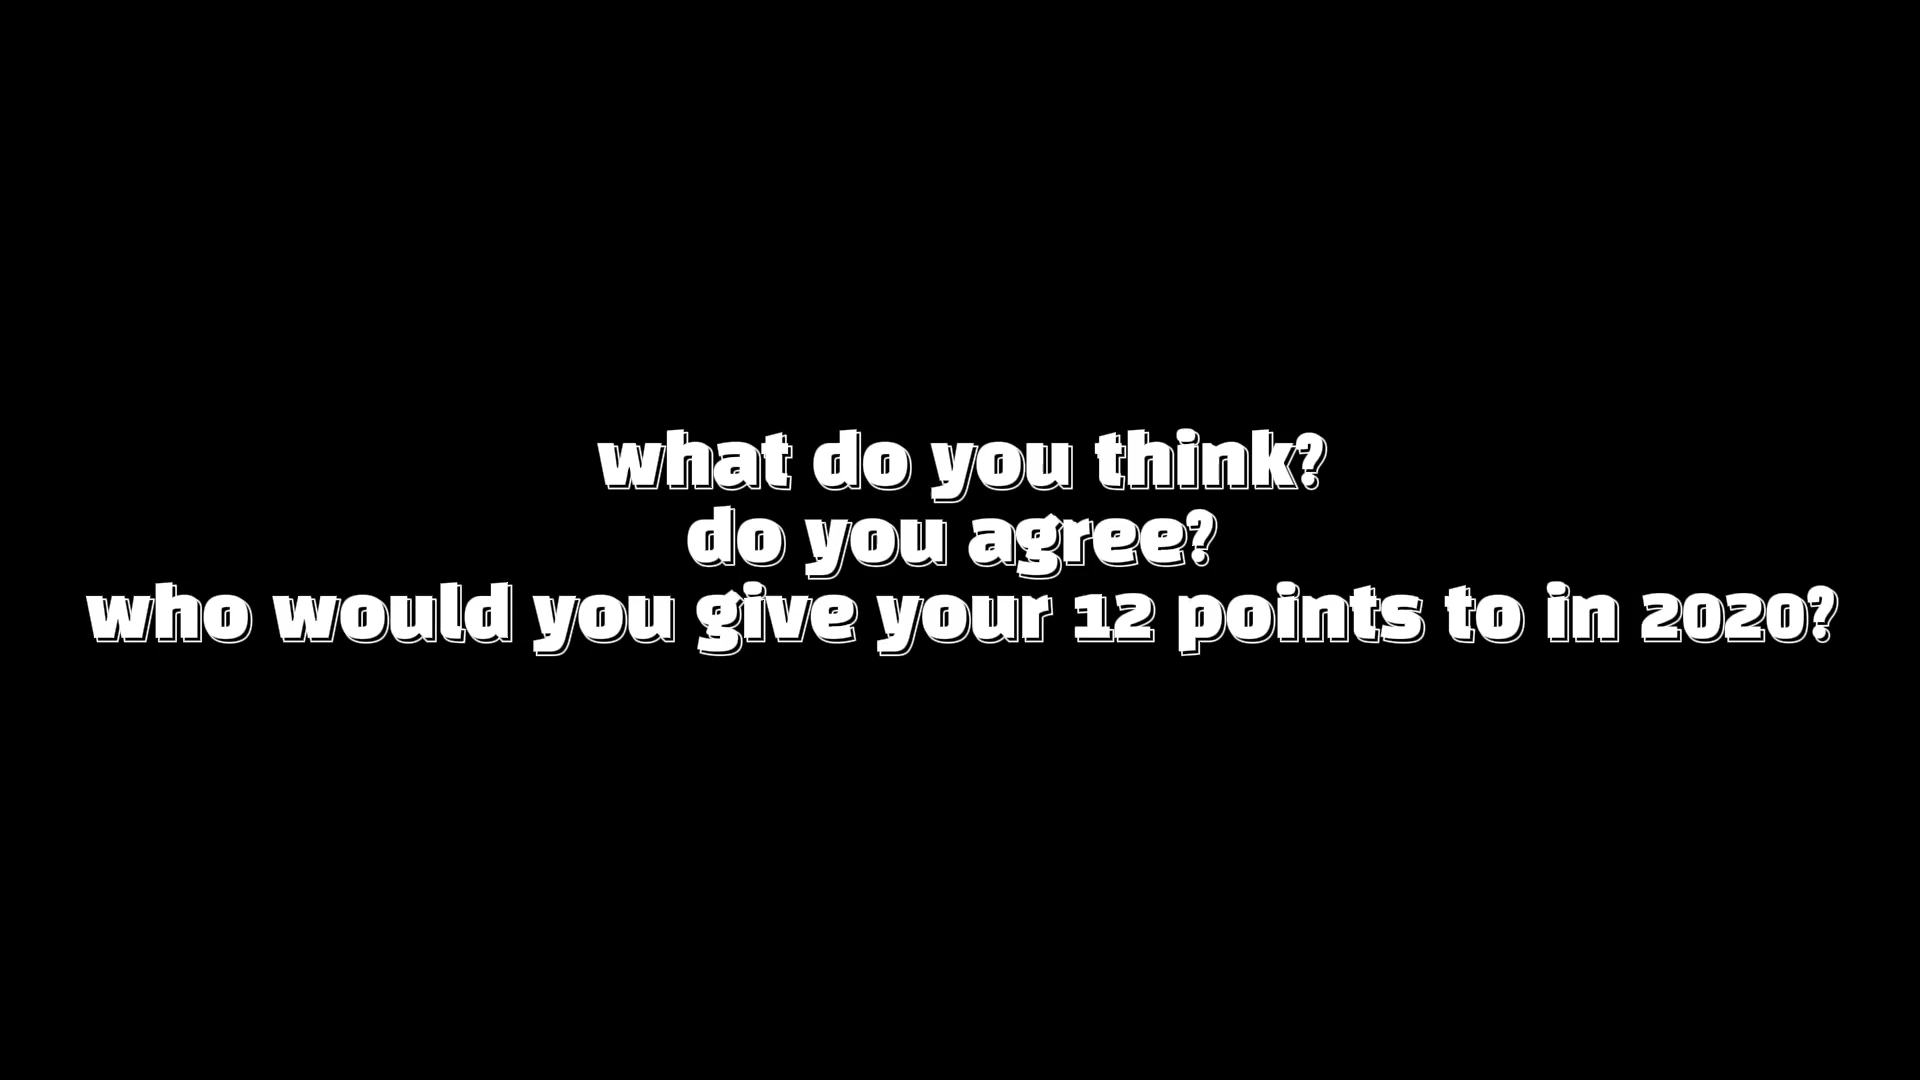 what do you think?
do you agree?
who would you give your 12 points to in 2020?